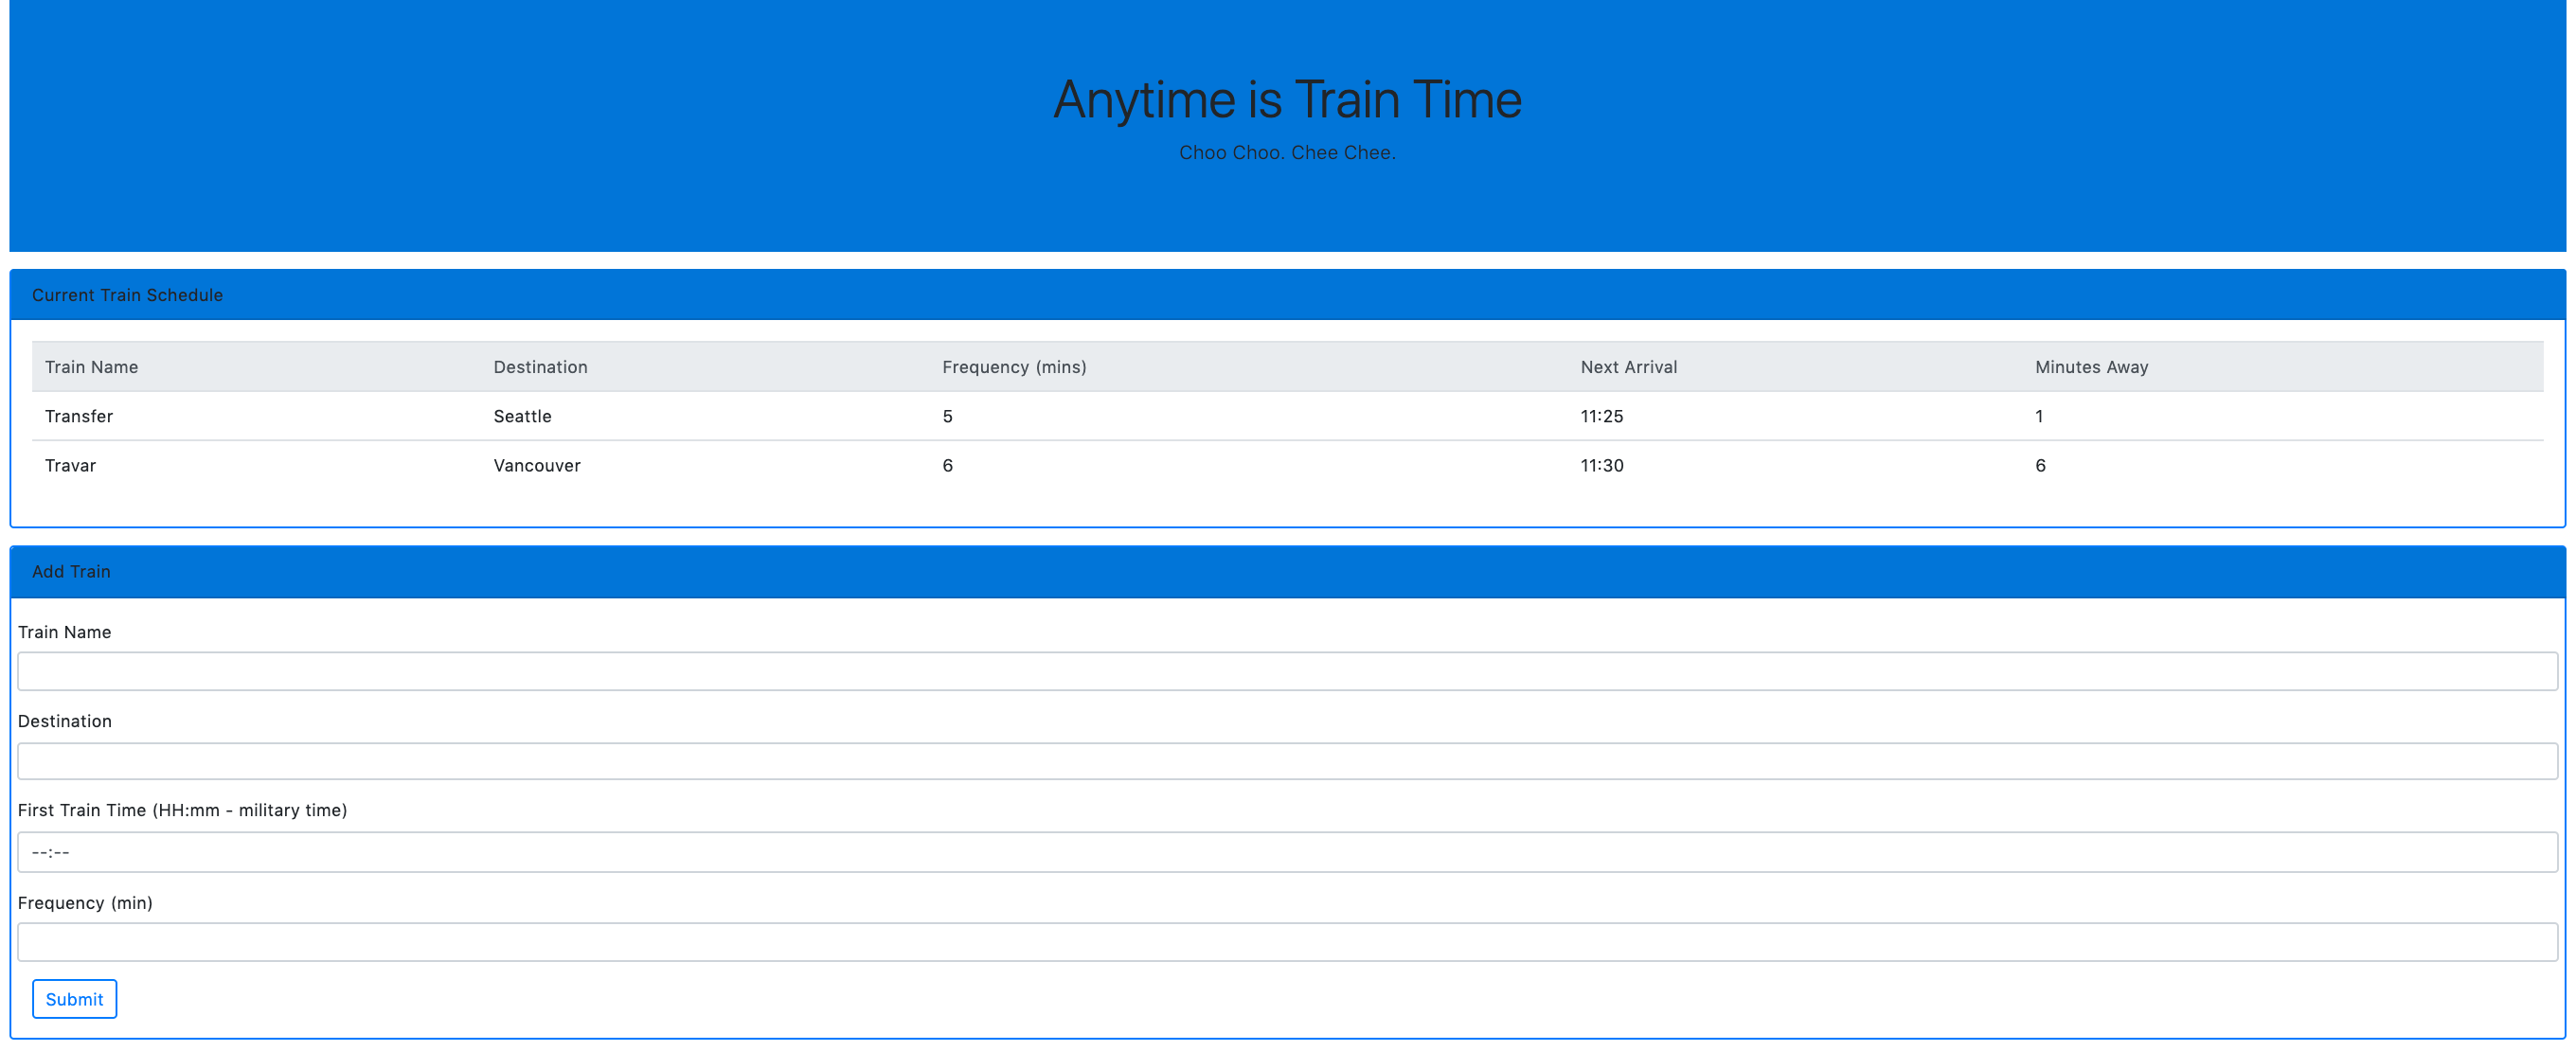 Anytime is Train Time
Choo Choo. Chee Chee.
Current Train Schedule
Train Name Destination Frequency (mins) Next Arrival Minutes Away
Transfer Seattle 5 11:25 1
Travar Vancouver 6 11:30 6
Add Train
Train Name
Destination
First Train Time (HH:mm - military time)
--:--
Frequency (min)
Submit